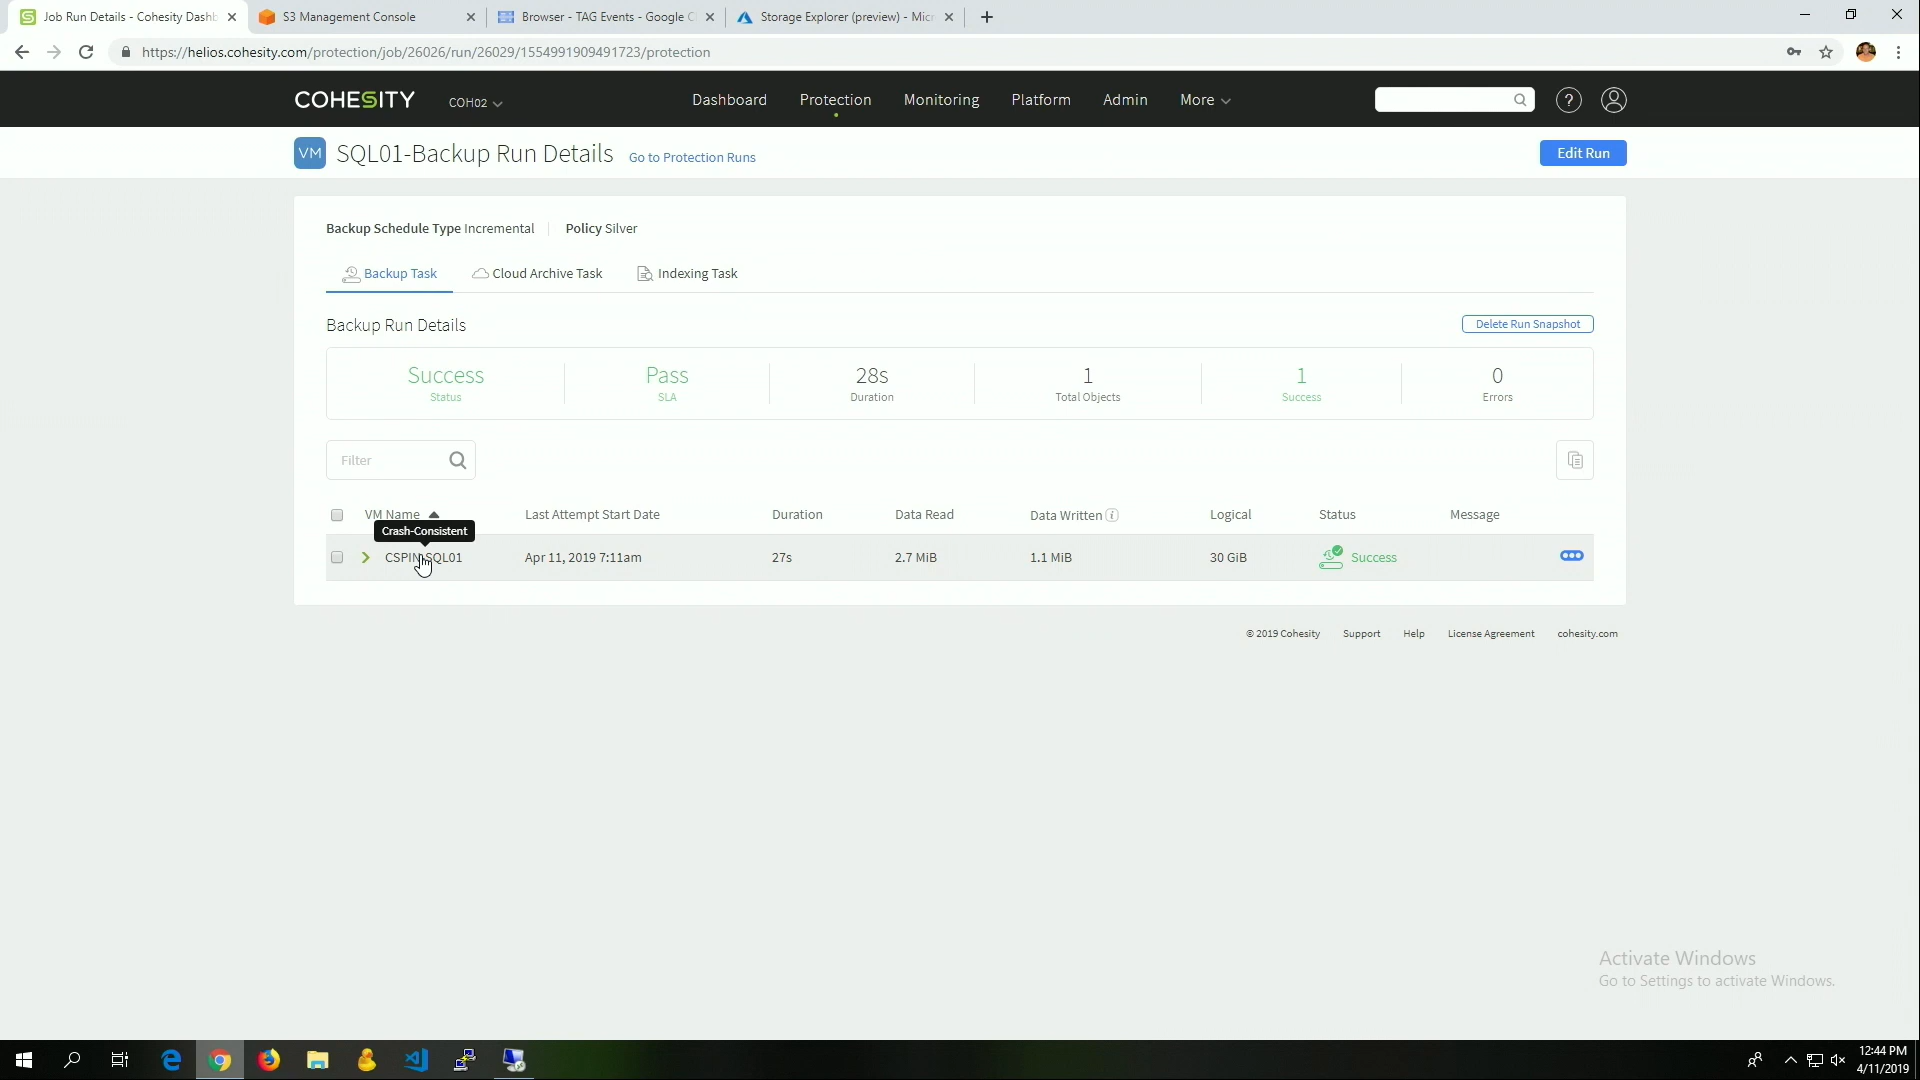 Job Run Details - Cohesity Dashb
S3 Management Console
Browser - TAG Events - Google C
Storage Explorer (preview) - Micr
https://helios.cohesity.com/protection/job/26026/run/26029/1554991909491723/protection
COHESITY
COH02
Dashboard
Protection
Monitoring
Platform
Admin
More
VM
SQL01-Backup Run Details
Go to Protection Runs
Edit Run
Backup Schedule Type Incremental
Policy Silver
Backup Task
Cloud Archive Task
Indexing Task
Backup Run Details
Delete Run Snapshot
Success
Status
Pass
SLA
28s
Duration
1
Total Objects
1
Success
0
Errors
Filter
VM Name
Last Attempt Start Date
Duration
Data Read
Data Written
Logical
Status
Message
Crash-Consistent
SQL01
Apr 11, 2019 7:11am
27s
2.7 MiB
1.1 MiB
30 GiB
Success
© 2019 Cohesity
Support
Help
License Agreement
cohesity.com
Activate Windows
Go to Settings to activate Windows.
12:44 PM
4/11/2019